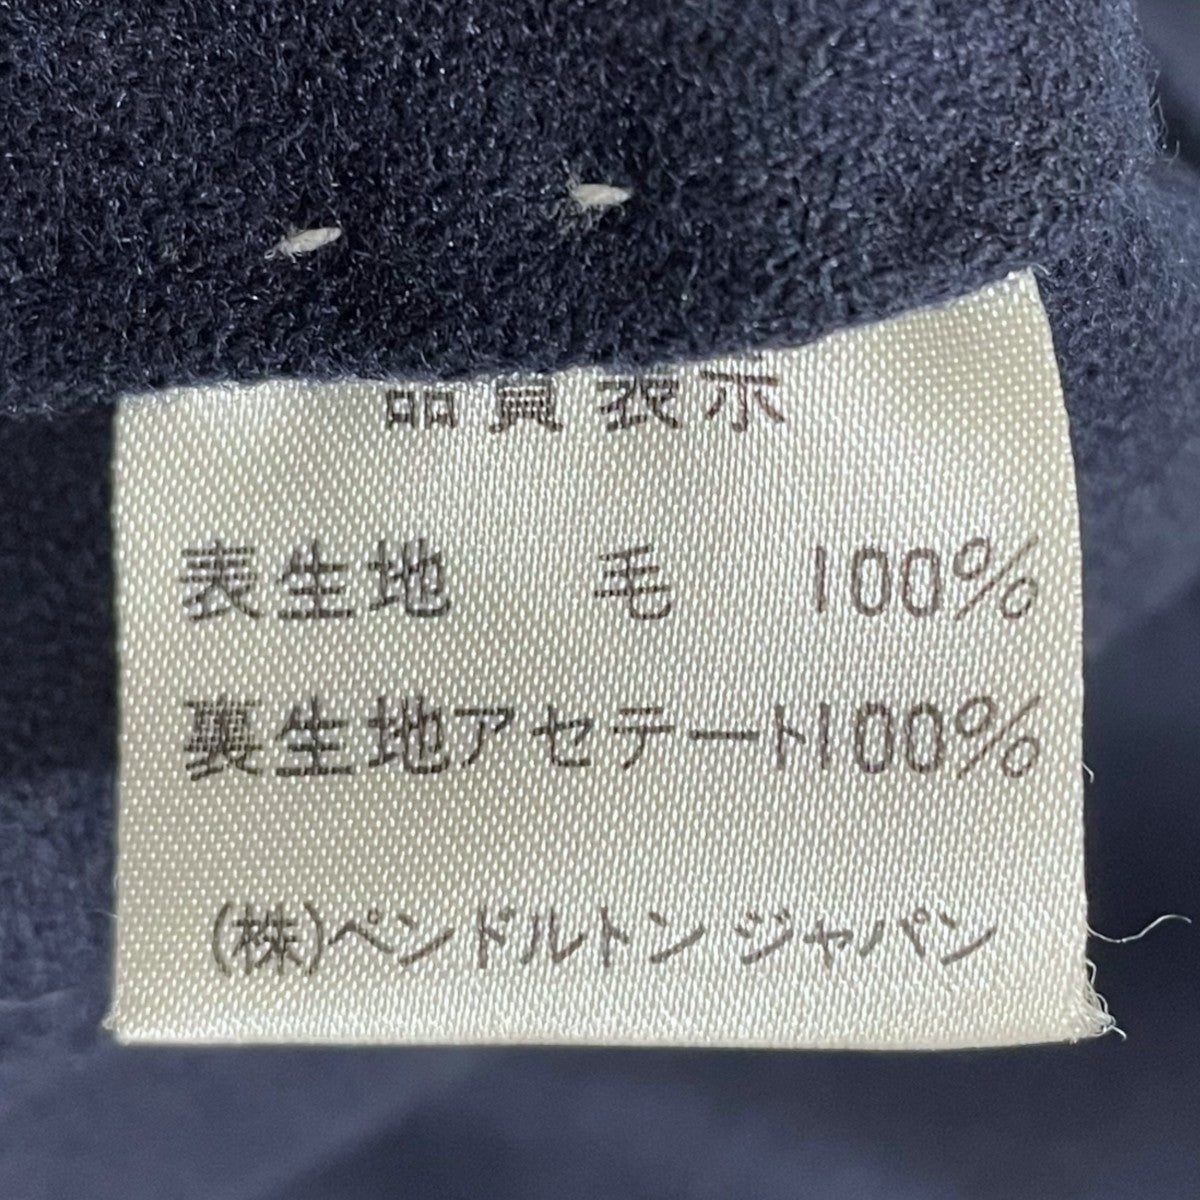 品質表示
表生地 毛 100%
裏生地アセテート100%
(株)ペンドルトン ジャパン